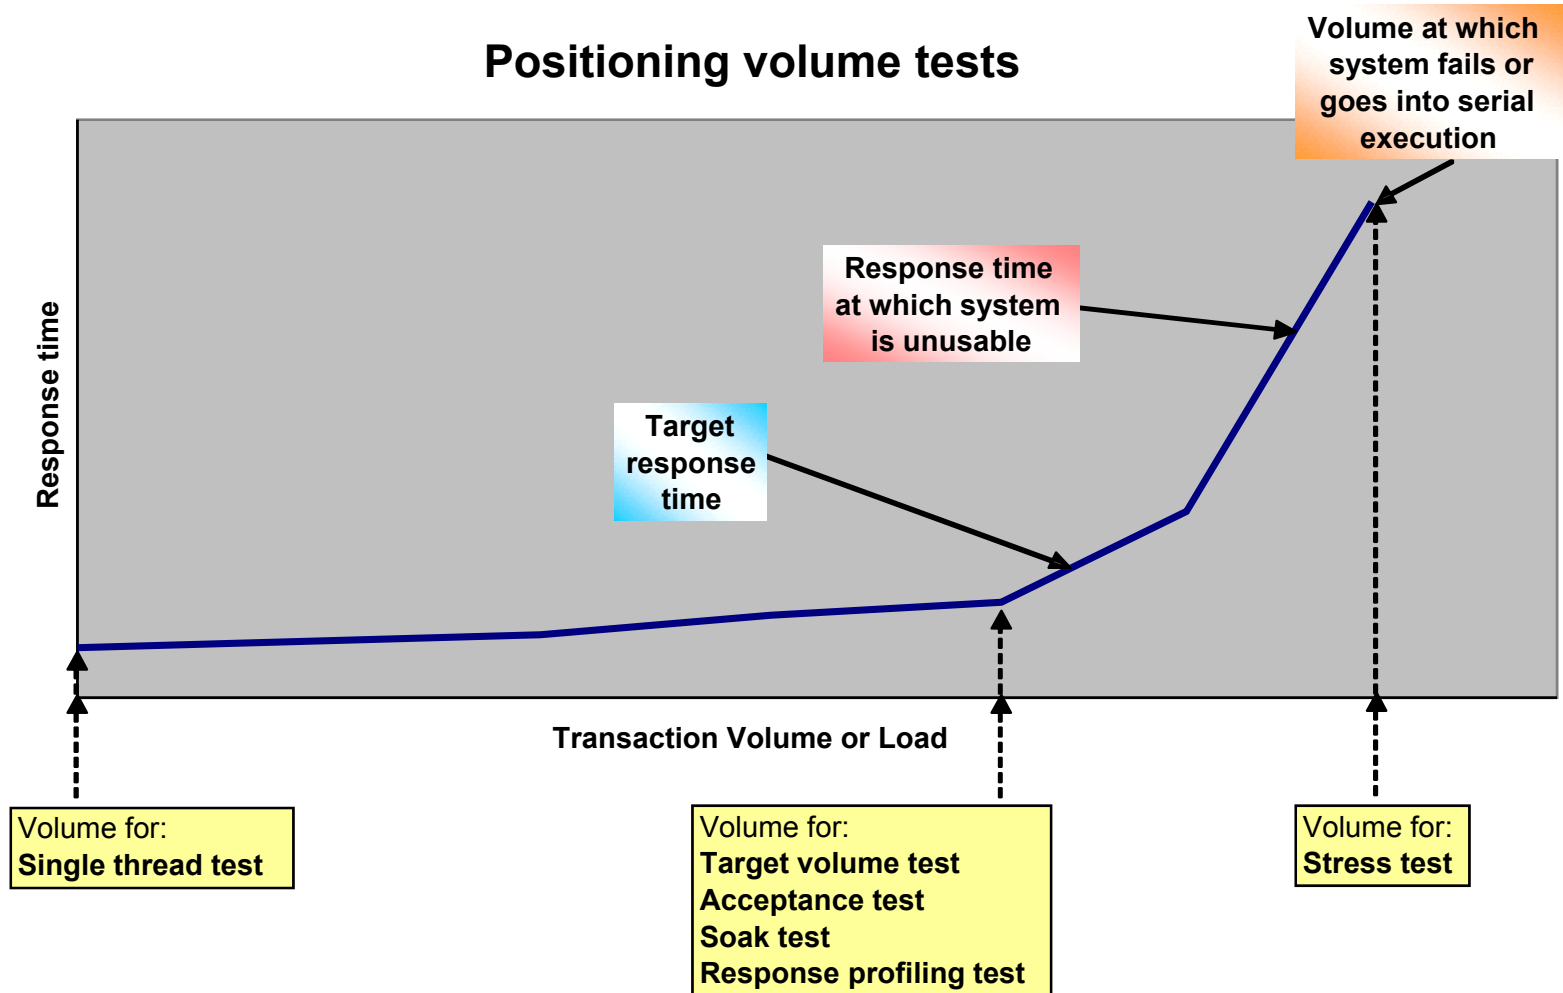 Positioning volume tests
Volume at which
system fails or
goes into serial
execution
Response time
at which system
is unusable
Target
response
time
Response time
Transaction Volume or Load
Volume for:
Single thread test
Volume for:
Target volume test
Acceptance test
Soak test
Response profiling test
Volume for:
Stress test